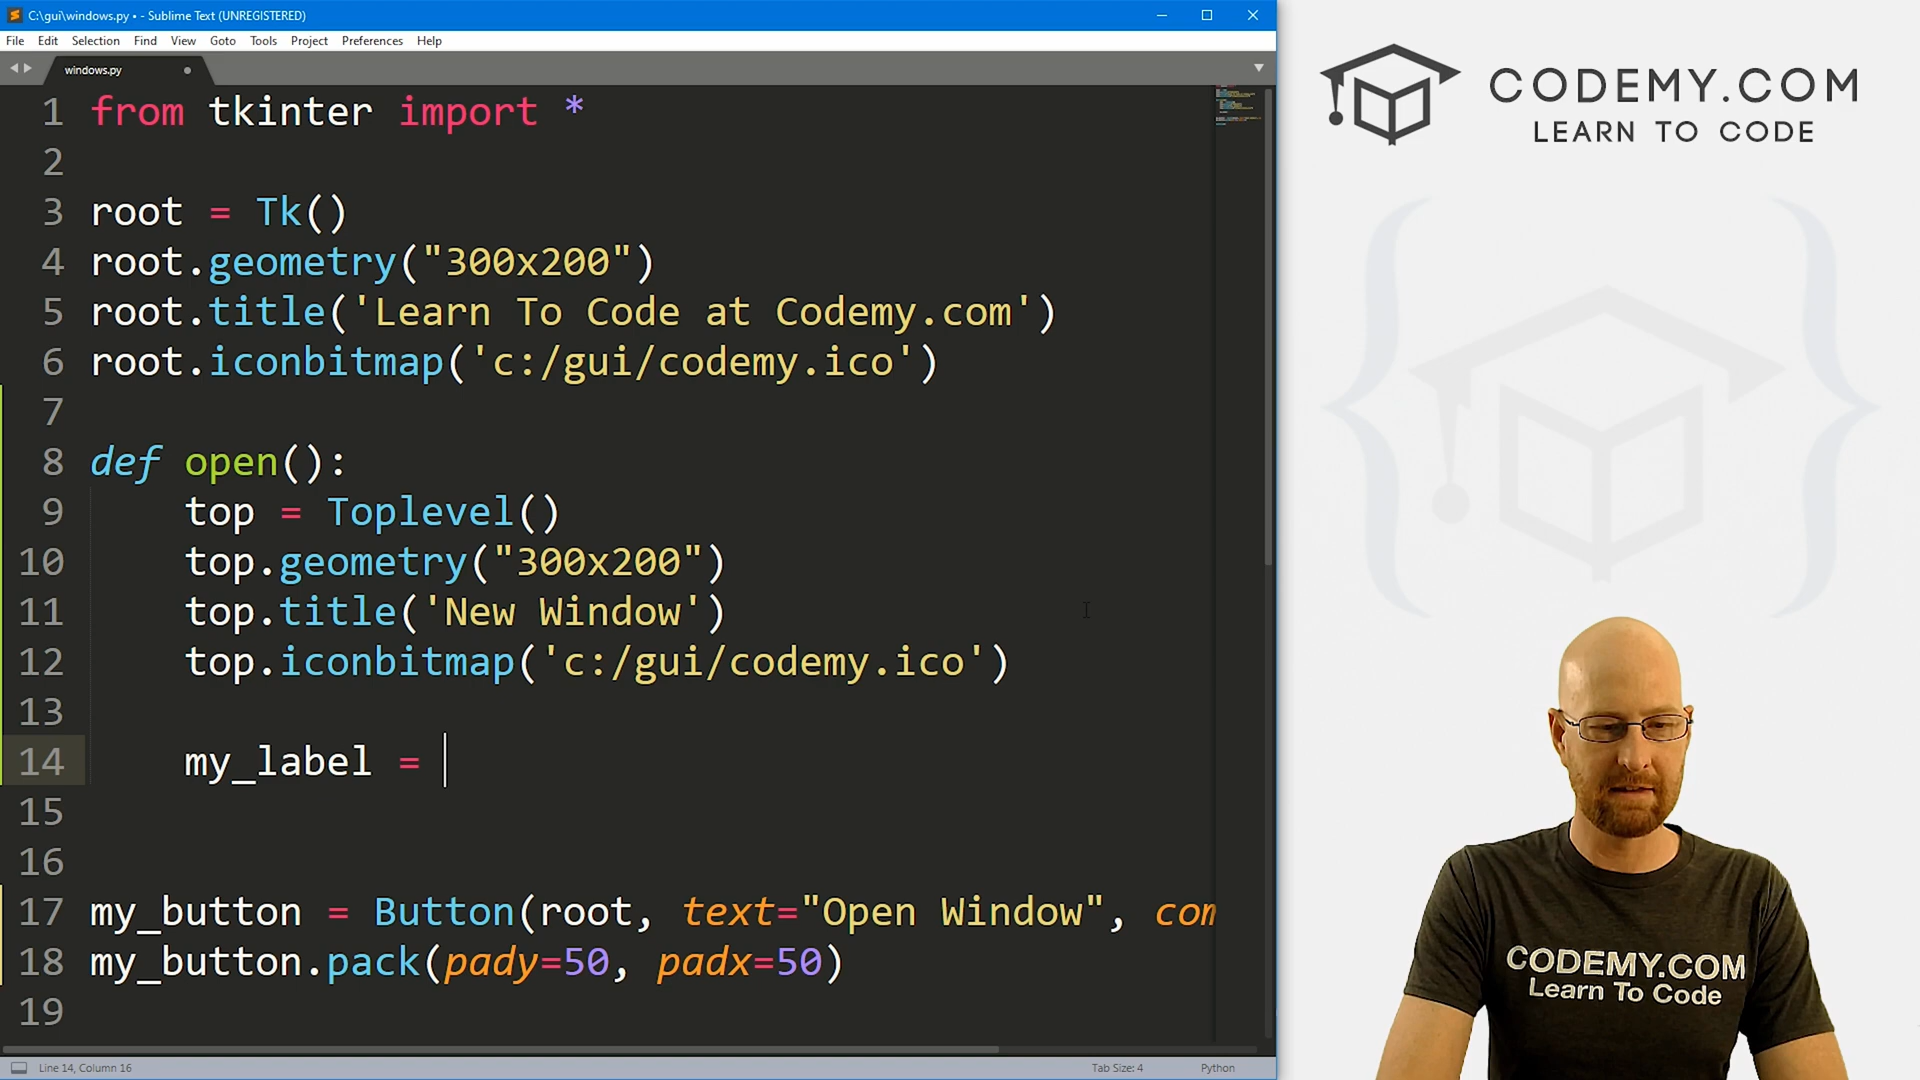 C:\gui\windows.py • - Sublime Text (UNREGISTERED)
File Edit Selection Find View Goto Tools Project Preferences Help
windows.py
1 from tkinter import *
2
3 root = Tk()
4 root.geometry("300x200")
5 root.title('Learn To Code at Codemy.com')
6 root.iconbitmap('c:/gui/codemy.ico')
7
8 def open():
9 top = Toplevel()
10 top.geometry("300x200")
11 top.title('New Window')
12 top.iconbitmap('c:/gui/codemy.ico')
13
14 my_label =
15
16
17 my_button = Button(root, text="Open Window", com
18 my_button.pack(pady=50, padx=50)
19
Line 14, Column 16
Tab Size: 4
Python
CODEMY.COM
LEARN TO CODE
CODEMY.COM
Learn To Code